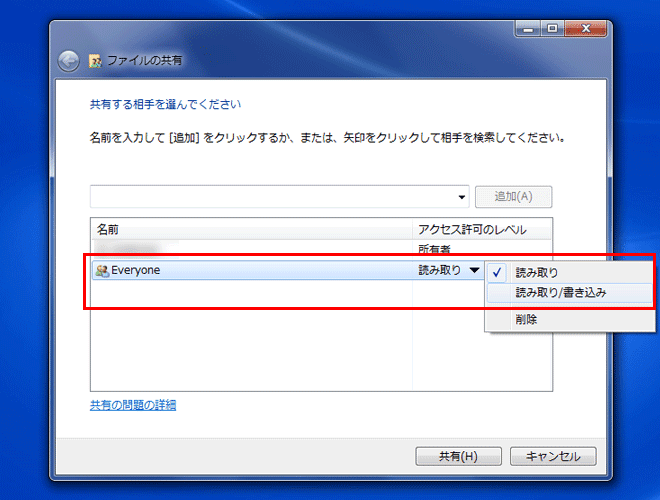 ファイルの共有
共有する相手を選んでください
名前を入力して [追加] をクリックするか、または、矢印をクリックして相手を検索してください。
追加(A)
名前 アクセス許可のレベル
所有者
Everyone 読み取り ✓ 読み取り
読み取り/書き込み
削除
共有の問題の詳細
共有(H) キャンセル